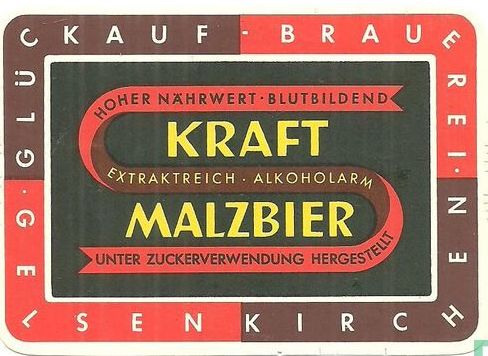 GLÜCKAUF-BRAUEREI · GELSENKIRCHEN
HOHER NÄHRWERT · BLUTBILDEND
KRAFT
EXTRAKTREICH · ALKOHOLARM
MALZBIER
UNTER ZUCKERVERWENDUNG HERGESTELLT